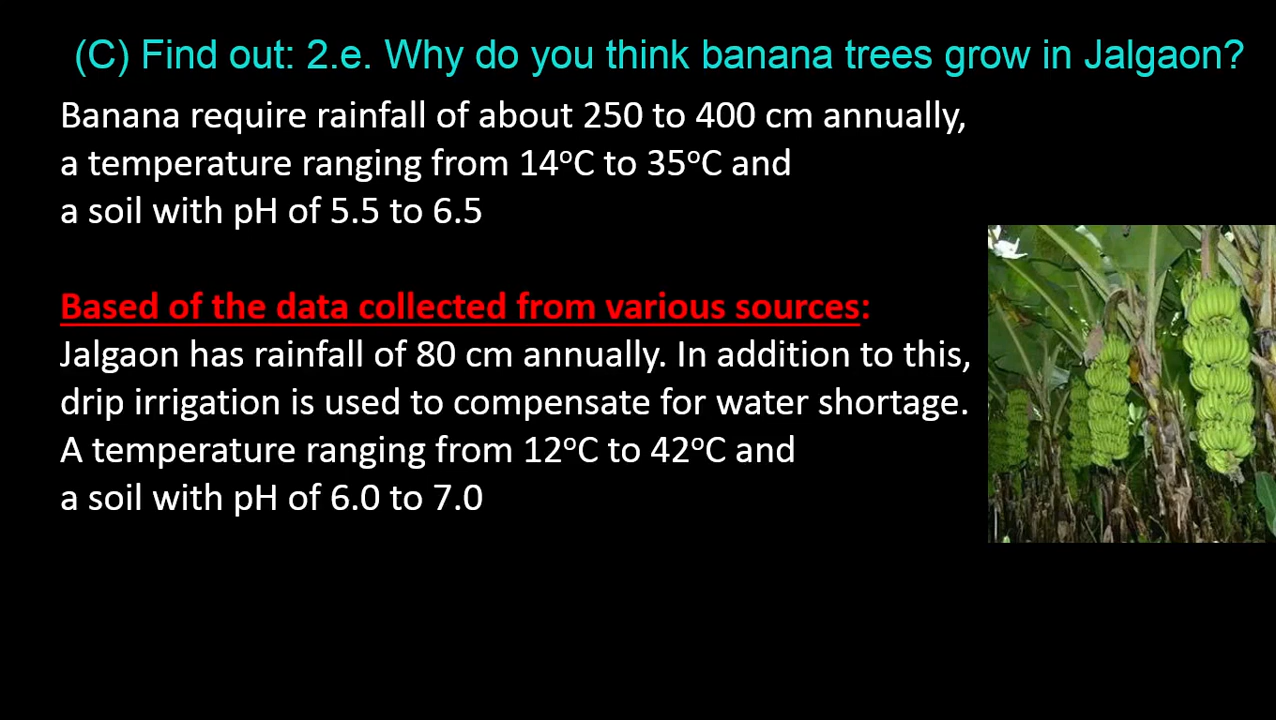 (C) Find out: 2.e. Why do you think banana trees grow in Jalgaon?
Banana require rainfall of about 250 to 400 cm annually,
a temperature ranging from 14°C to 35°C and
a soil with pH of 5.5 to 6.5
Based of the data collected from various sources:
Jalgaon has rainfall of 80 cm annually. In addition to this,
drip irrigation is used to compensate for water shortage.
A temperature ranging from 12°C to 42°C and
a soil with pH of 6.0 to 7.0